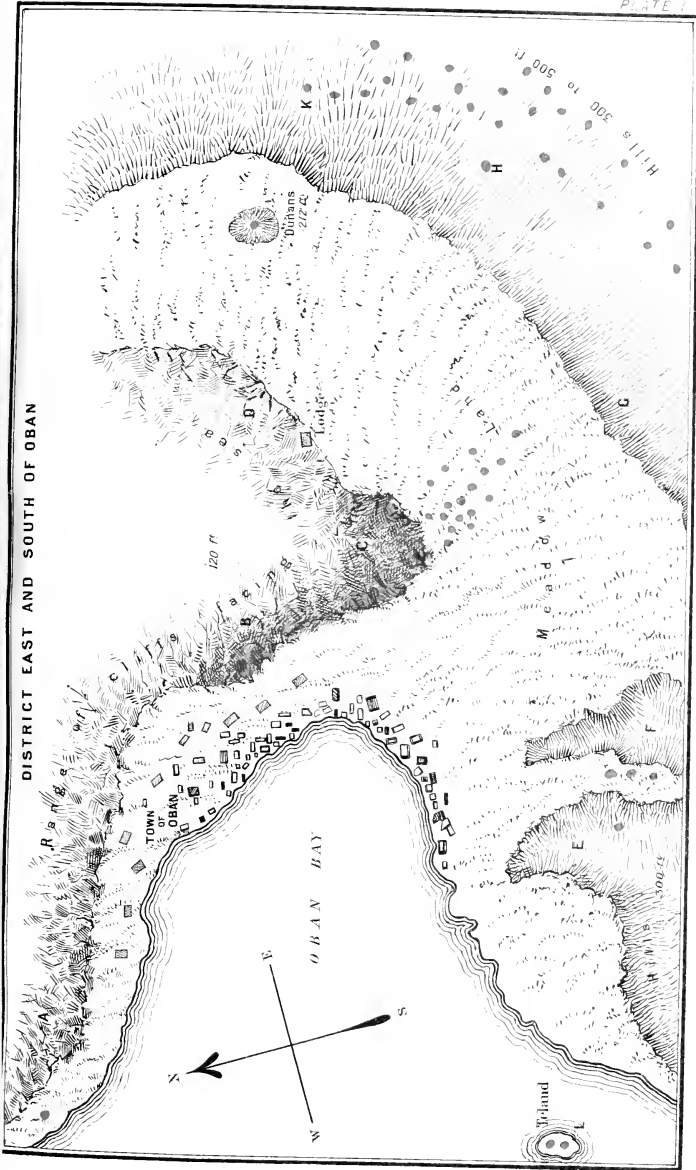 PLATE I
DISTRICT EAST AND SOUTH OF OBAN
Range of cliffs facing sea
120 ft
A
B
C
D
Lodge
TOWN
OF
OBAN
OBAN BAY
N
E
S
W
Dunans
212 ft
K
H
Hills 300 to 500 ft
G
Meadow Land
F
E
Hills 300 ft
Island
L